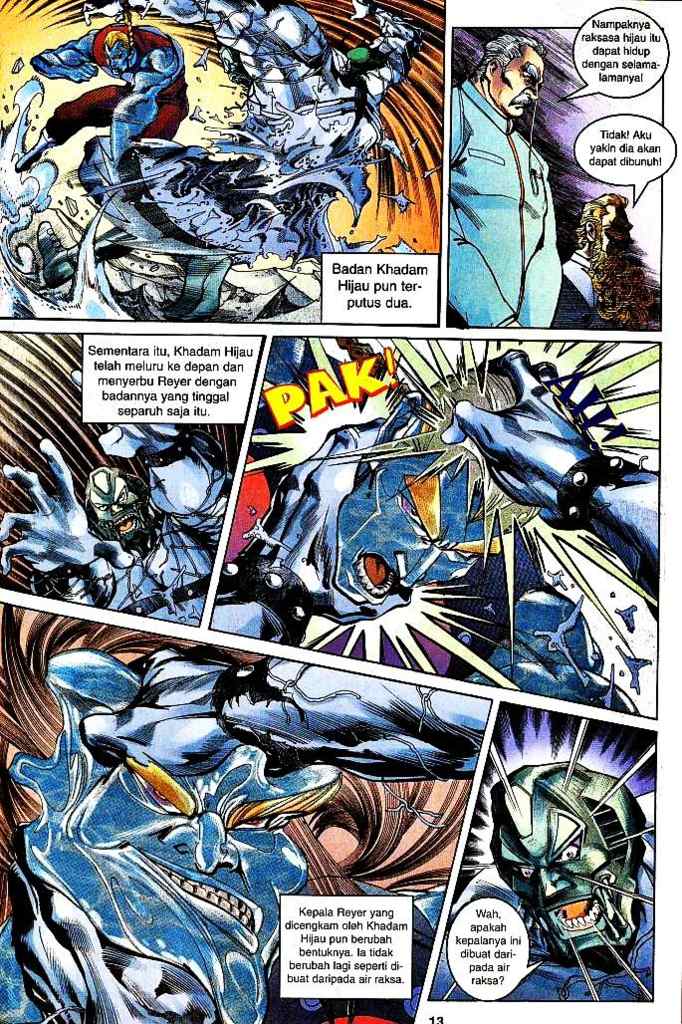 Badan Khadam
Hijau pun ter-
putus dua.
Nampaknya
raksasa hijau itu
dapat hidup
dengan selama-
lamanya!
Tidak! Aku
yakin dia akan
dapat dibunuh!
Sementara itu, Khadam Hijau
telah meluru ke depan dan
menyerbu Reyer dengan
badannya yang tinggal
separuh saja itu.
PAK!
Kepala Reyer yang
dicengkam oleh Khadam
Hijau pun berubah
bentuknya. Ia tidak
berubah lagi seperti di-
buat daripada air raksa.
Wah,
apakah
kepalanya ini
dibuat dari-
pada air
raksa?
13